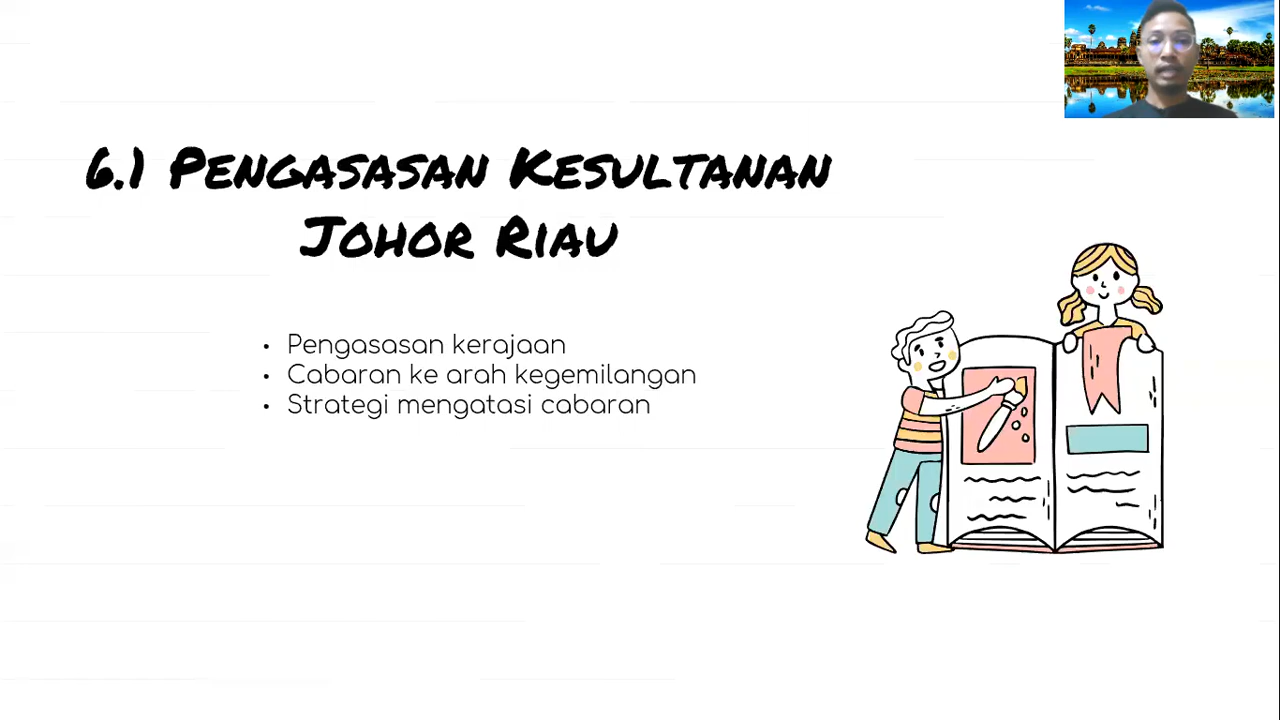 6.1 Pengasasan Kesultanan
Johor Riau
• Pengasasan kerajaan
• Cabaran ke arah kegemilangan
• Strategi mengatasi cabaran